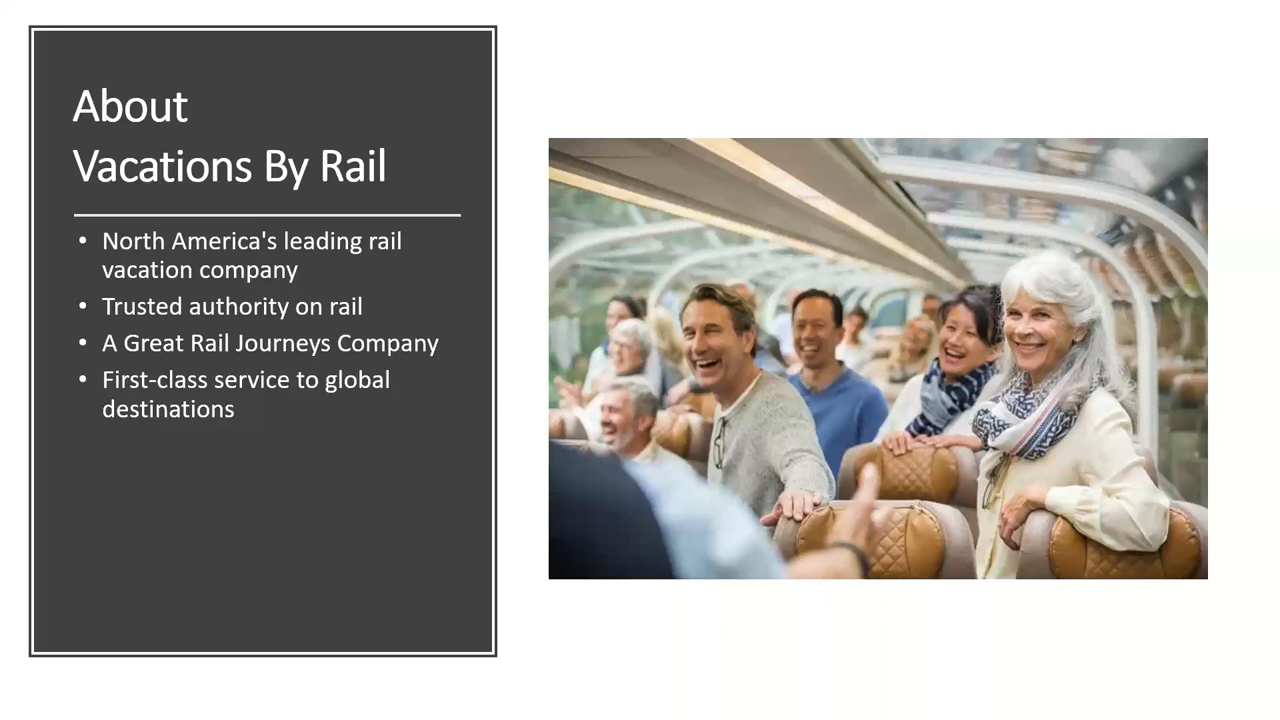 About
Vacations By Rail
• North America's leading rail
vacation company
• Trusted authority on rail
• A Great Rail Journeys Company
• First-class service to global
destinations